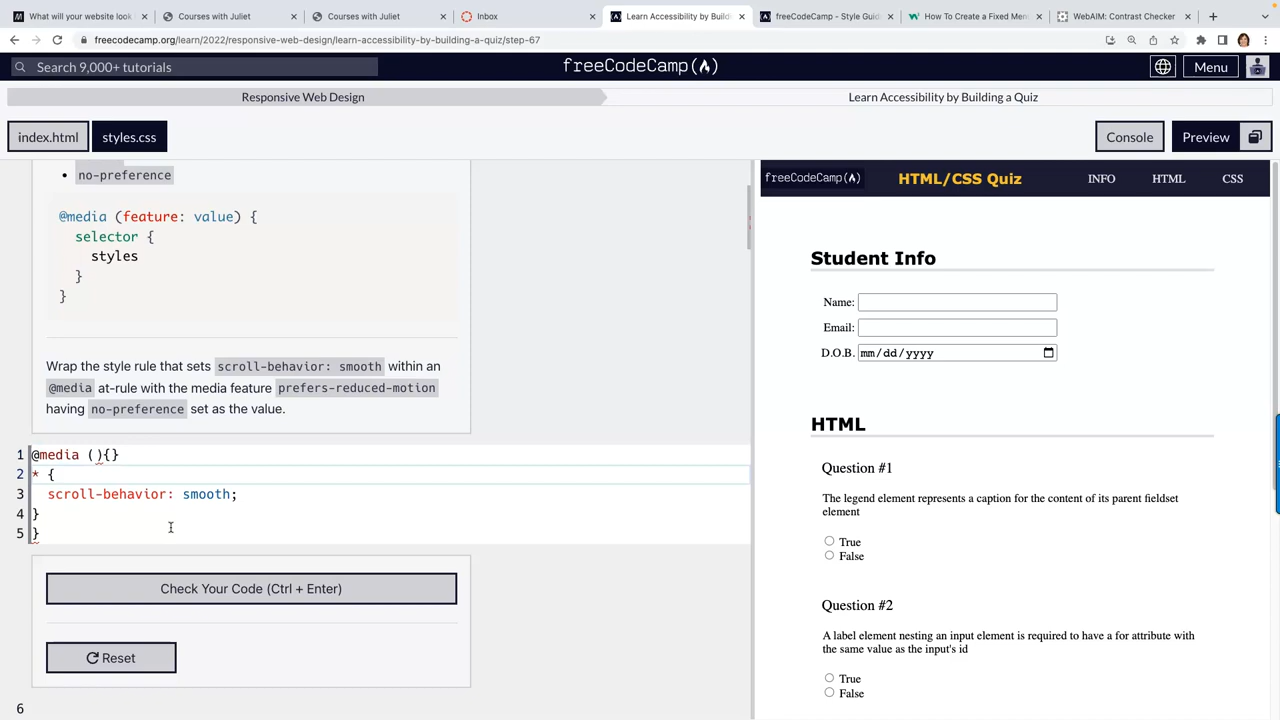 What will your website look
Courses with Juliet
Courses with Juliet
Inbox
Learn Accessibility by Build
freeCodeCamp - Style Guid
How To Create a Fixed Men
WebAIM: Contrast Checker
freecodecamp.org/learn/2022/responsive-web-design/learn-accessibility-by-building-a-quiz/step-67
Search 9,000+ tutorials
freeCodeCamp
Menu
Responsive Web Design
Learn Accessibility by Building a Quiz
index.html
styles.css
Console
Preview
no-preference
@media (feature: value) {
selector {
styles
}
}
Wrap the style rule that sets scroll-behavior: smooth within an
@media at-rule with the media feature prefers-reduced-motion
having no-preference set as the value.
1 @media (){}
2 * {
3 scroll-behavior: smooth;
4 }
5 }
Check Your Code (Ctrl + Enter)
Reset
6
freeCodeCamp
HTML/CSS Quiz
INFO
HTML
CSS
Student Info
Name:
Email:
D.O.B. mm/dd/yyyy
HTML
Question #1
The legend element represents a caption for the content of its parent fieldset
element
True
False
Question #2
A label element nesting an input element is required to have a for attribute with
the same value as the input's id
True
False